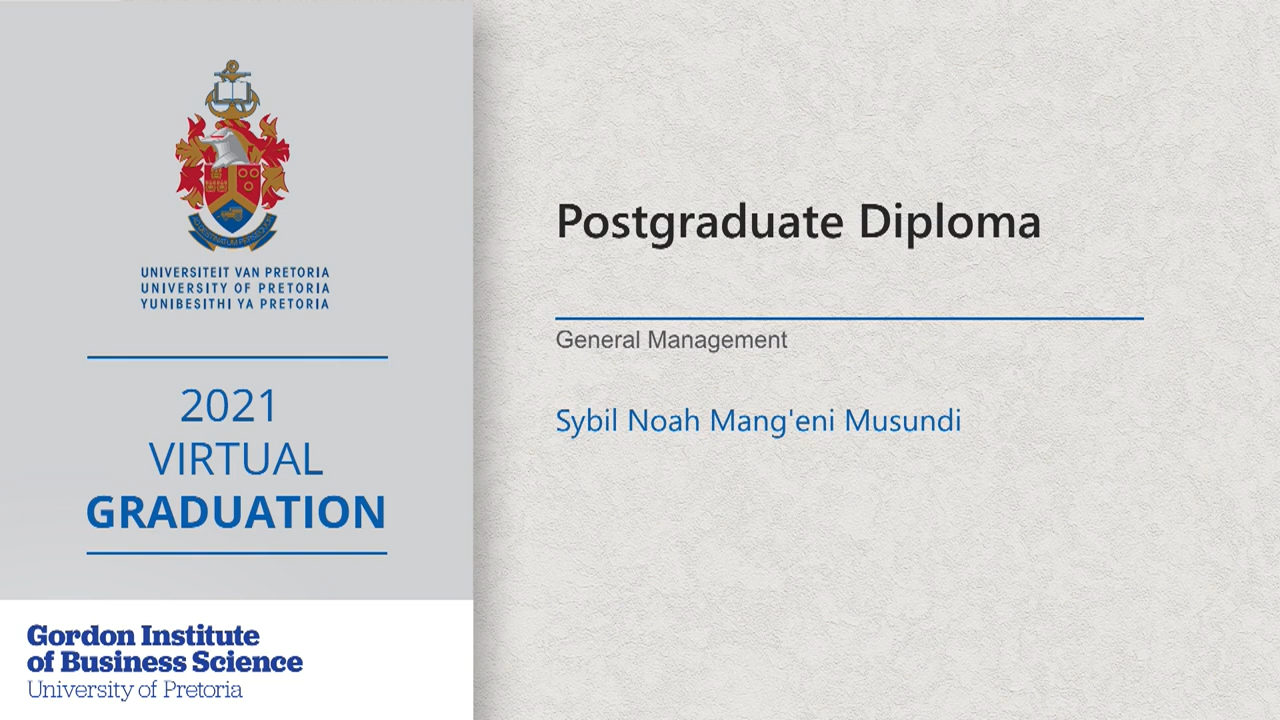 UNIVERSITEIT VAN PRETORIA
UNIVERSITY OF PRETORIA
YUNIBESITHI YA PRETORIA
2021
VIRTUAL
GRADUATION
Gordon Institute
of Business Science
University of Pretoria
Postgraduate Diploma
General Management
Sybil Noah Mang'eni Musundi